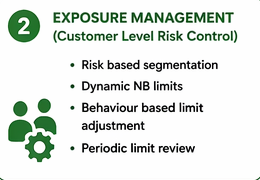 2
EXPOSURE MANAGEMENT
(Customer Level Risk Control)
• Risk based segmentation
• Dynamic NB limits
• Behaviour based limit
adjustment
• Periodic limit review